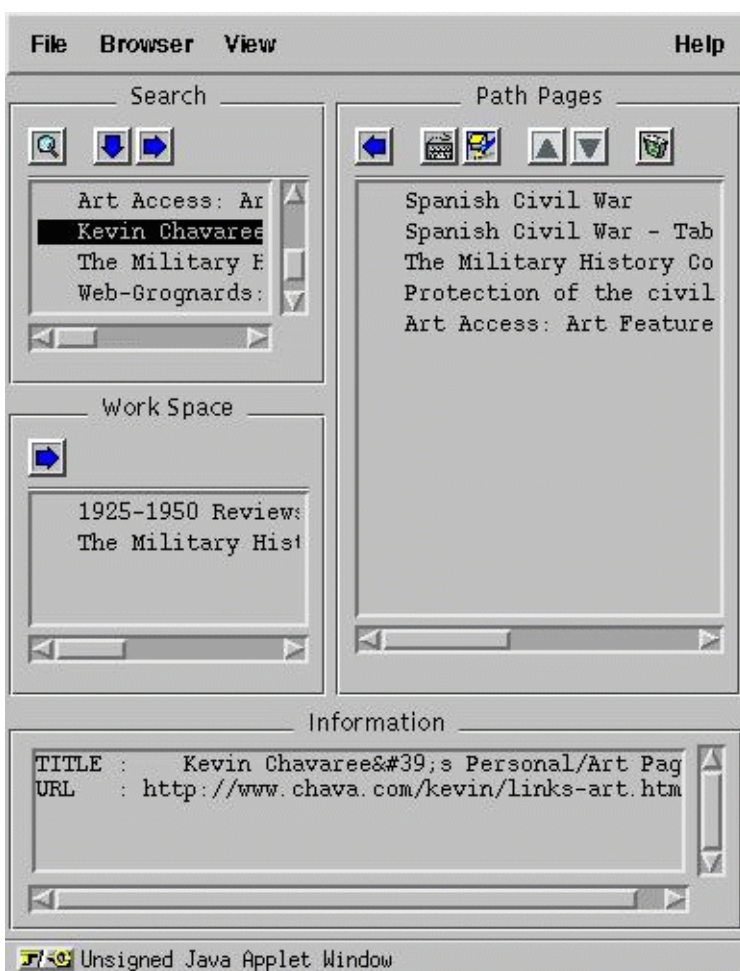 File Browser View Help
Search
Art Access: Ar
Kevin Chavaree
The Military H
Web-Grognards:
Path Pages
Spanish Civil War
Spanish Civil War - Tab
The Military History Co
Protection of the civil
Art Access: Art Feature
Work Space
1925-1950 Reviews
The Military Hist
Information
TITLE : Kevin Chavaree&#39;s Personal/Art Pag
URL : http://www.chava.com/kevin/links-art.htm
Unsigned Java Applet Window